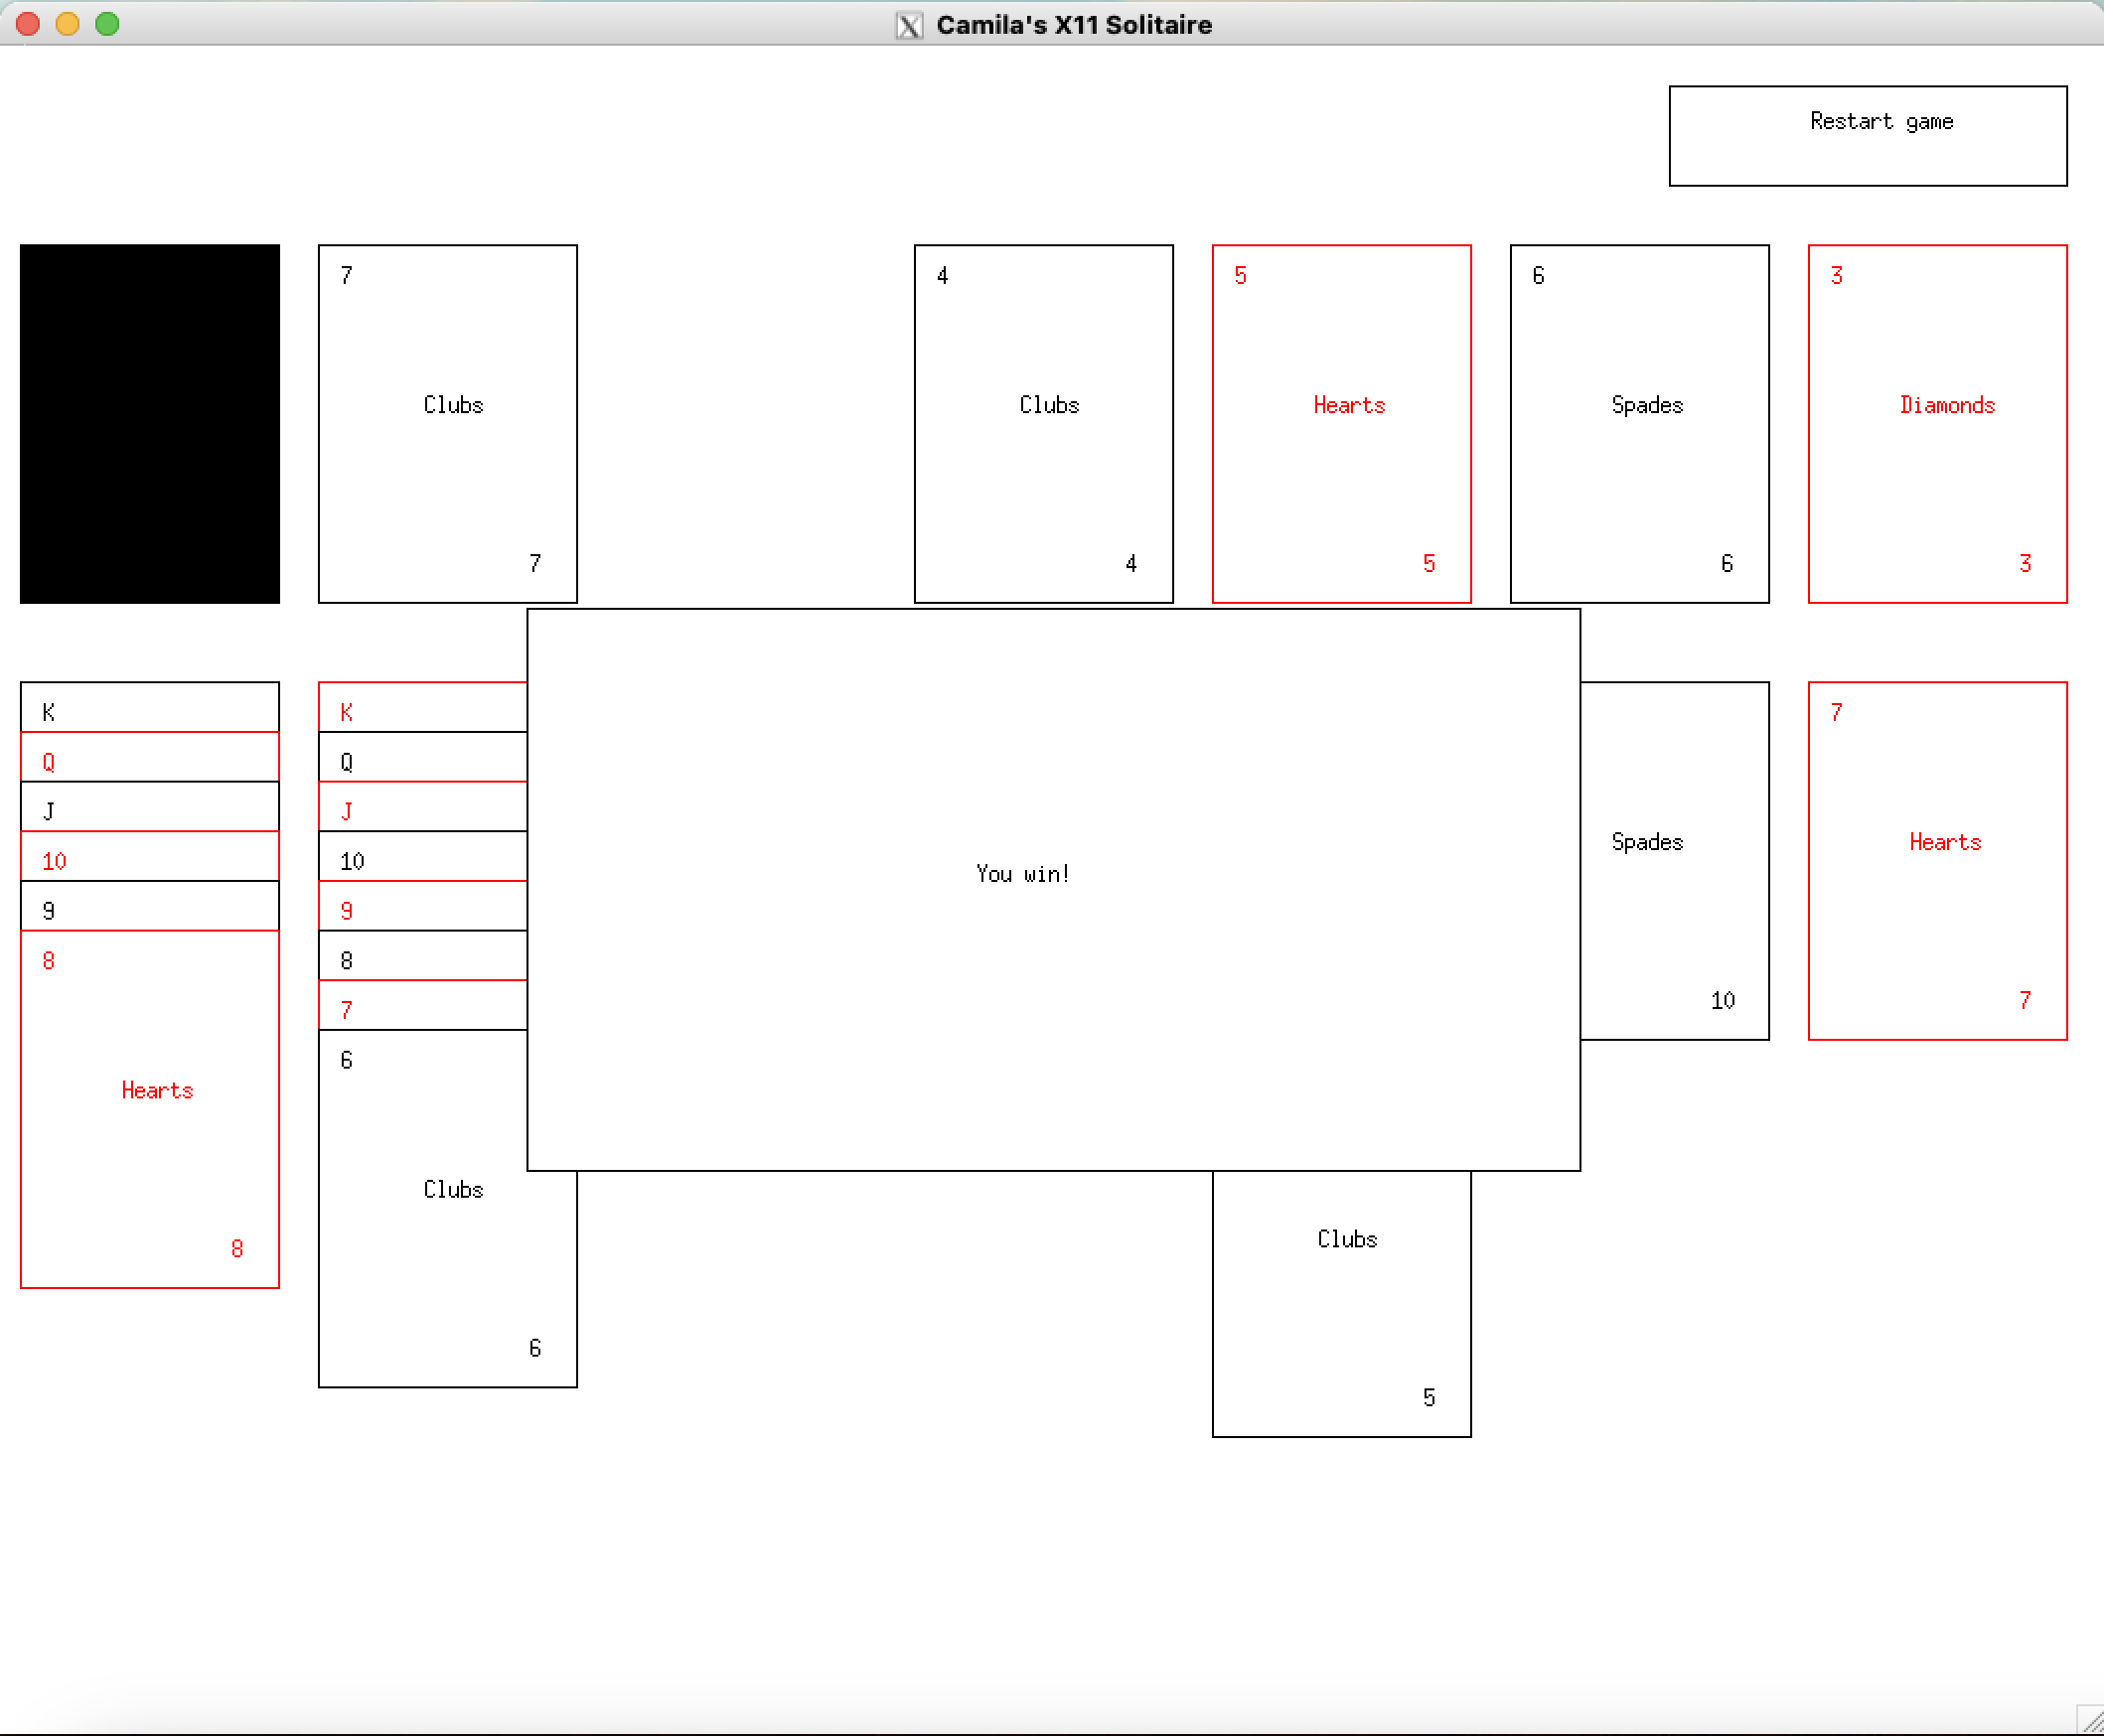 Camila's X11 Solitaire
Restart game
7 4 5 6 3
Clubs Clubs Hearts Spades Diamonds
7 4 5 6 3
K K 7
Q Q
J J
10 10
Spades Hearts
You win!
9 9
8 8
10 7
7
6
Hearts
Clubs
Clubs
8
6
5